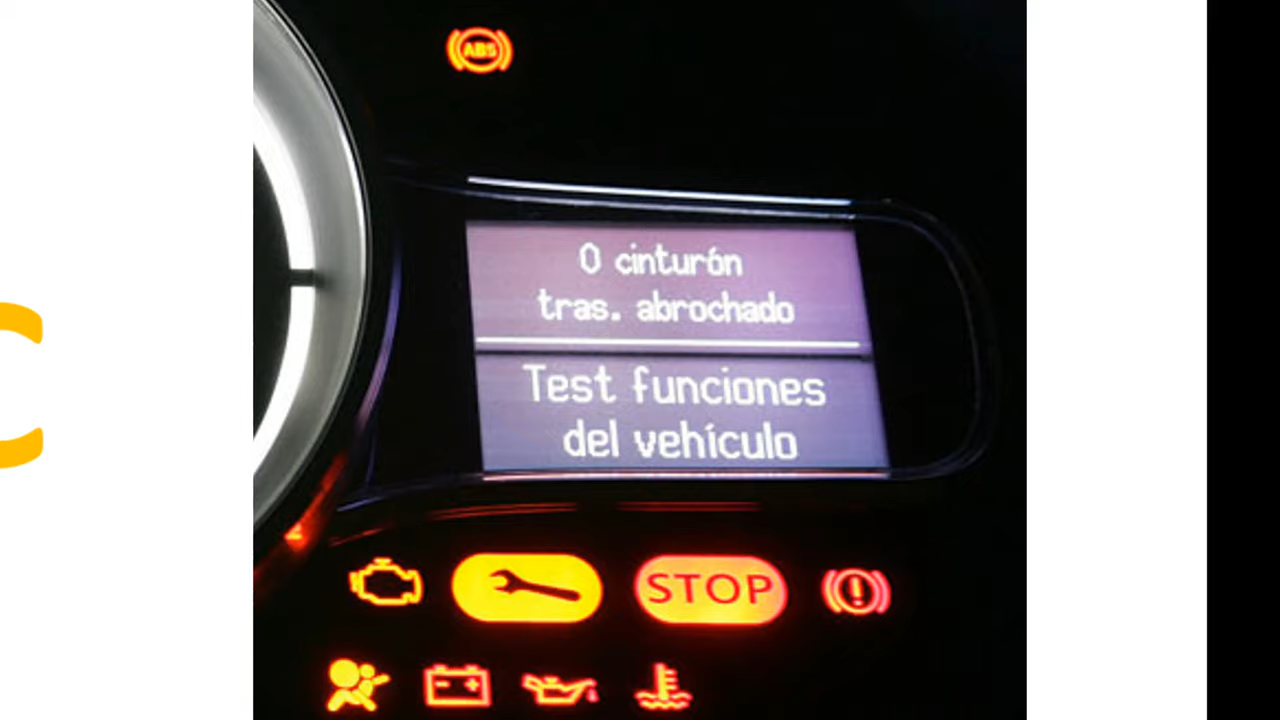 ABS
0 cinturón
tras. abrochado
Test funciones
del vehículo
STOP